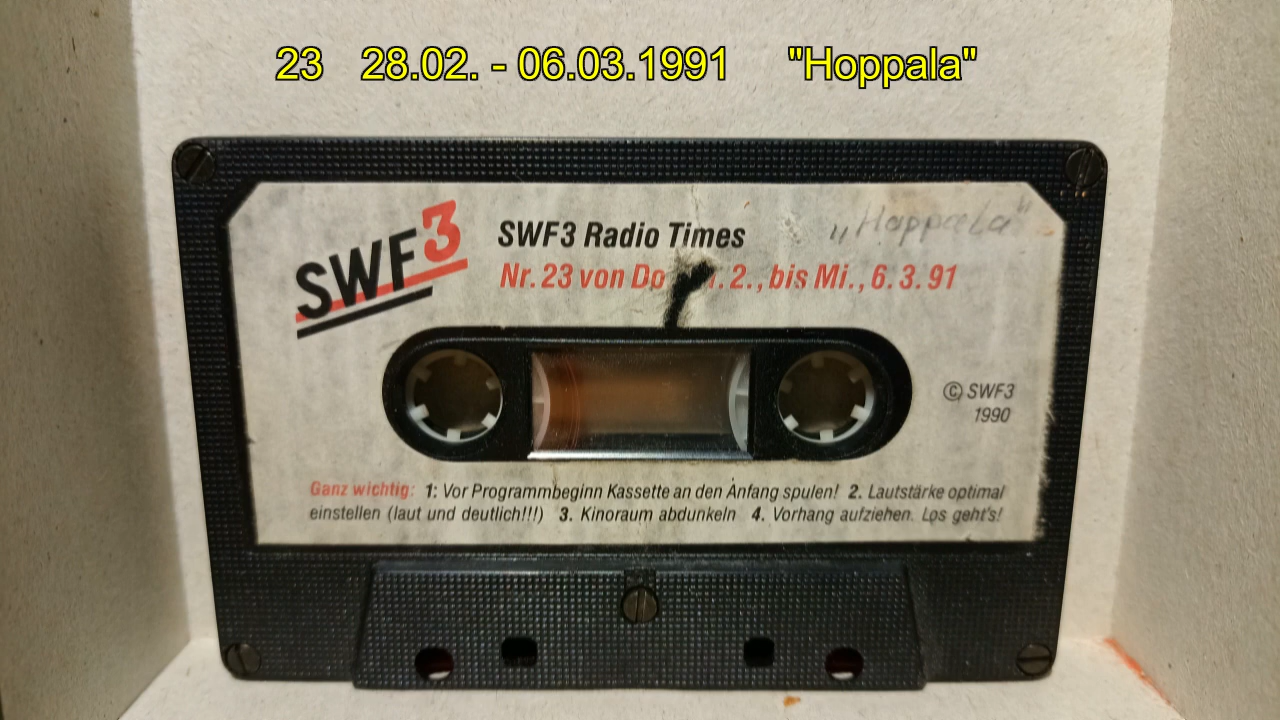 23 28.02. - 06.03.1991 "Hoppala"
SWF3
SWF3 Radio Times
„Hoppala"
Nr. 23 von Do . 2., bis Mi., 6. 3. 91
© SWF3
1990
Ganz wichtig: 1: Vor Programmbeginn Kassette an den Anfang spulen! 2. Lautstärke optimal
einstellen (laut und deutlich!!!) 3. Kinoraum abdunkeln 4. Vorhang aufziehen. Los geht's!